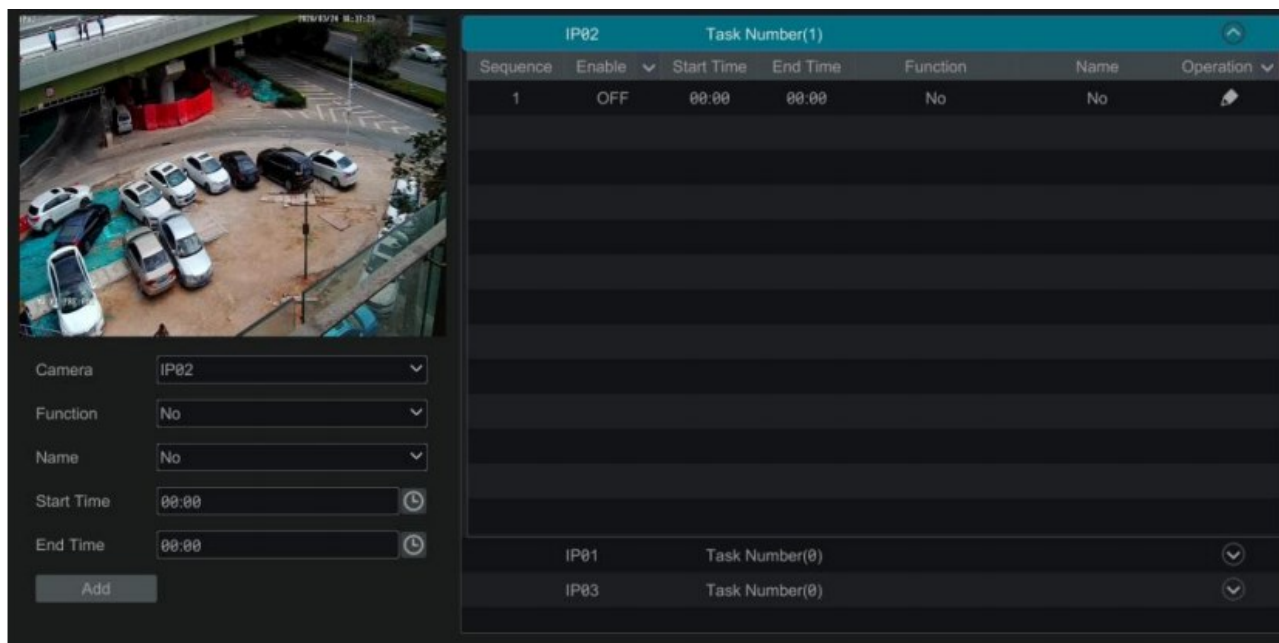 IP02 Task Number(1)
Sequence Enable Start Time End Time Function Name Operation
1 OFF 00:00 00:00 No No
Camera IP02
Function No
Name No
Start Time 00:00
End Time 00:00
Add
IP01 Task Number(0)
IP03 Task Number(0)